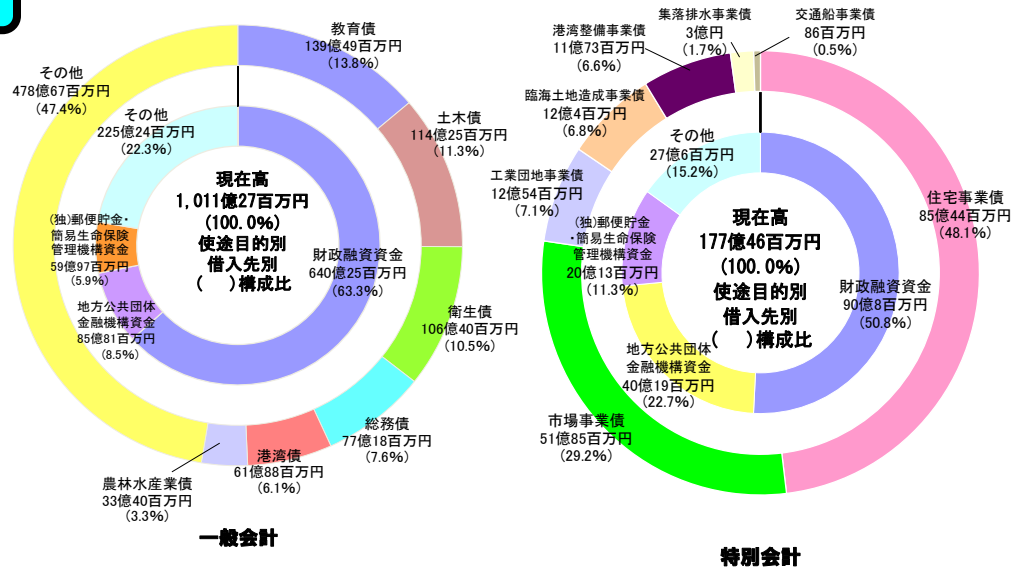 教育債
139億49百万円
(13.8%)
土木債
114億25百万円
(11.3%)
衛生債
106億40百万円
(10.5%)
総務債
77億18百万円
(7.6%)
港湾債
61億88百万円
(6.1%)
農林水産業債
33億40百万円
(3.3%)
その他
478億67百万円
(47.4%)
その他
225億24百万円
(22.3%)
(独)郵便貯金・
簡易生命保険
管理機構資金
59億97百万円
(5.9%)
地方公共団体
金融機構資金
85億81百万円
(8.5%)
財政融資資金
640億25百万円
(63.3%)
現在高
1,011億27百万円
(100.0%)
使途目的別
借入先別
(　)構成比
一般会計
港湾整備事業債
11億73百万円
(6.6%)
集落排水事業債
3億円
(1.7%)
交通船事業債
86百万円
(0.5%)
臨海土地造成事業債
12億4百万円
(6.8%)
工業団地事業債
12億54百万円
(7.1%)
住宅事業債
85億44百万円
(48.1%)
市場事業債
51億85百万円
(29.2%)
その他
27億6百万円
(15.2%)
(独)郵便貯金
・簡易生命保険
管理機構資金
20億13百万円
(11.3%)
地方公共団体
金融機構資金
40億19百万円
(22.7%)
財政融資資金
90億8百万円
(50.8%)
現在高
177億46百万円
(100.0%)
使途目的別
借入先別
(　)構成比
特別会計